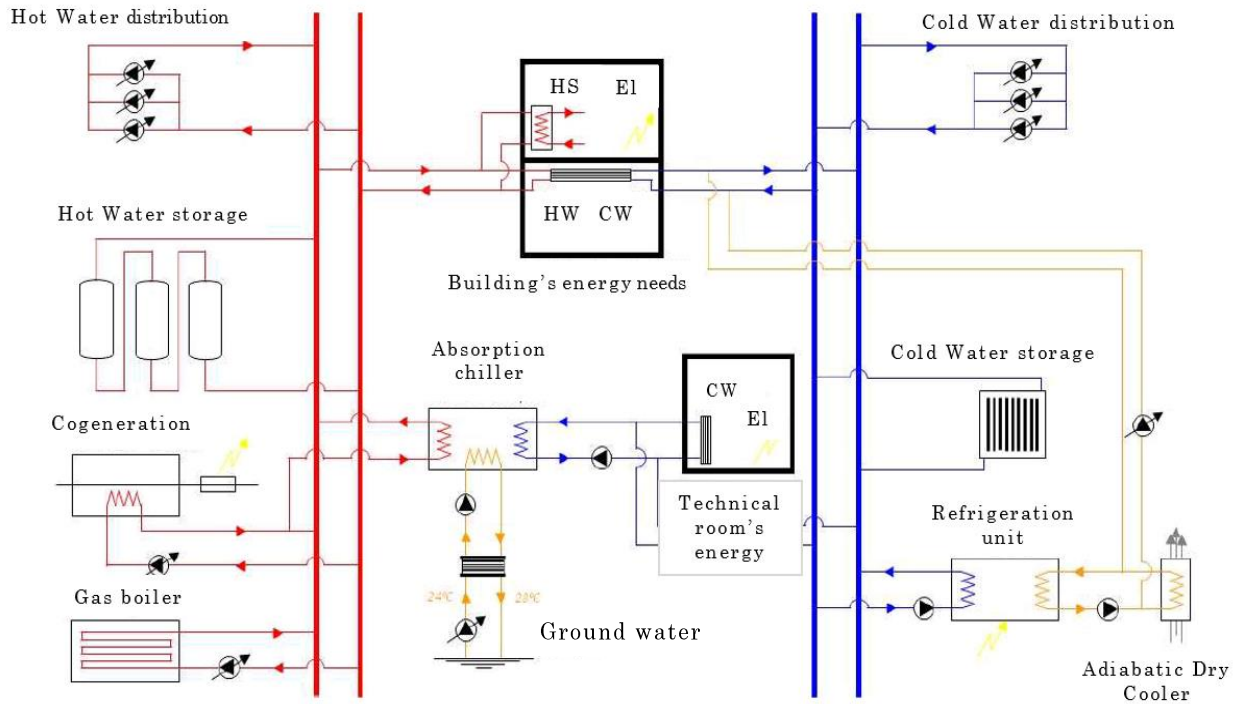 Hot Water distribution
Cold Water distribution
HS El
HW CW
Hot Water storage
Building's energy needs
Absorption
chiller
CW
El
Cold Water storage
Cogeneration
Technical
room's
energy
Refrigeration
unit
Gas boiler
24°C 28°C
Ground water
Adiabatic Dry
Cooler